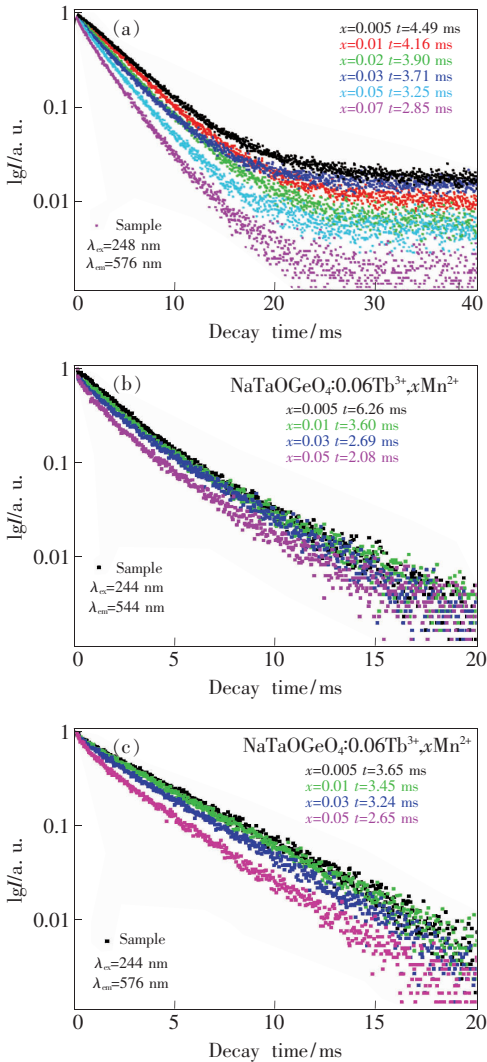 (a)
x=0.005 t=4.49 ms
x=0.01 t=4.16 ms
x=0.02 t=3.90 ms
x=0.03 t=3.71 ms
x=0.05 t=3.25 ms
x=0.07 t=2.85 ms
1
0.1
0.01
lgI/a. u.
Sample
λex=248 nm
λem=576 nm
0 10 20 30 40
Decay time/ms
(b)
NaTaOGeO₄:0.06Tb³⁺,xMn²⁺
x=0.005 t=6.26 ms
x=0.01 t=3.60 ms
x=0.03 t=2.69 ms
x=0.05 t=2.08 ms
1
0.1
0.01
lgI/a. u.
Sample
λex=244 nm
λem=544 nm
0 5 10 15 20
Decay time/ms
(c)
NaTaOGeO₄:0.06Tb³⁺,xMn²⁺
x=0.005 t=3.65 ms
x=0.01 t=3.45 ms
x=0.03 t=3.24 ms
x=0.05 t=2.65 ms
1
0.1
0.01
lgI/a. u.
Sample
λex=244 nm
λem=576 nm
0 5 10 15 20
Decay time/ms